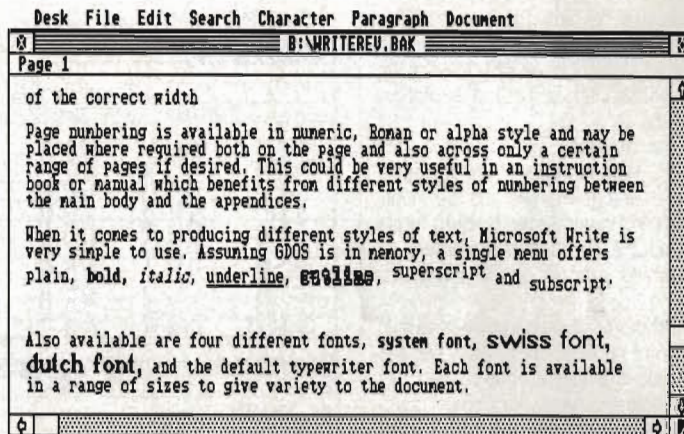 Desk File Edit Search Character Paragraph Document
B:\WRITEREV.BAK
Page 1
of the correct width
Page numbering is available in numeric, Roman or alpha style and may be
placed where required both on the page and also across only a certain
range of pages if desired. This could be very useful in an instruction
book or manual which benefits from different styles of numbering between
the main body and the appendices.
When it comes to producing different styles of text, Microsoft Write is
very simple to use. Assuming GDOS is in memory, a single menu offers
plain, bold, italic, underline, outline, superscript and subscript.
Also available are four different fonts, system font, swiss font,
dutch font, and the default typewriter font. Each font is available
in a range of sizes to give variety to the document.